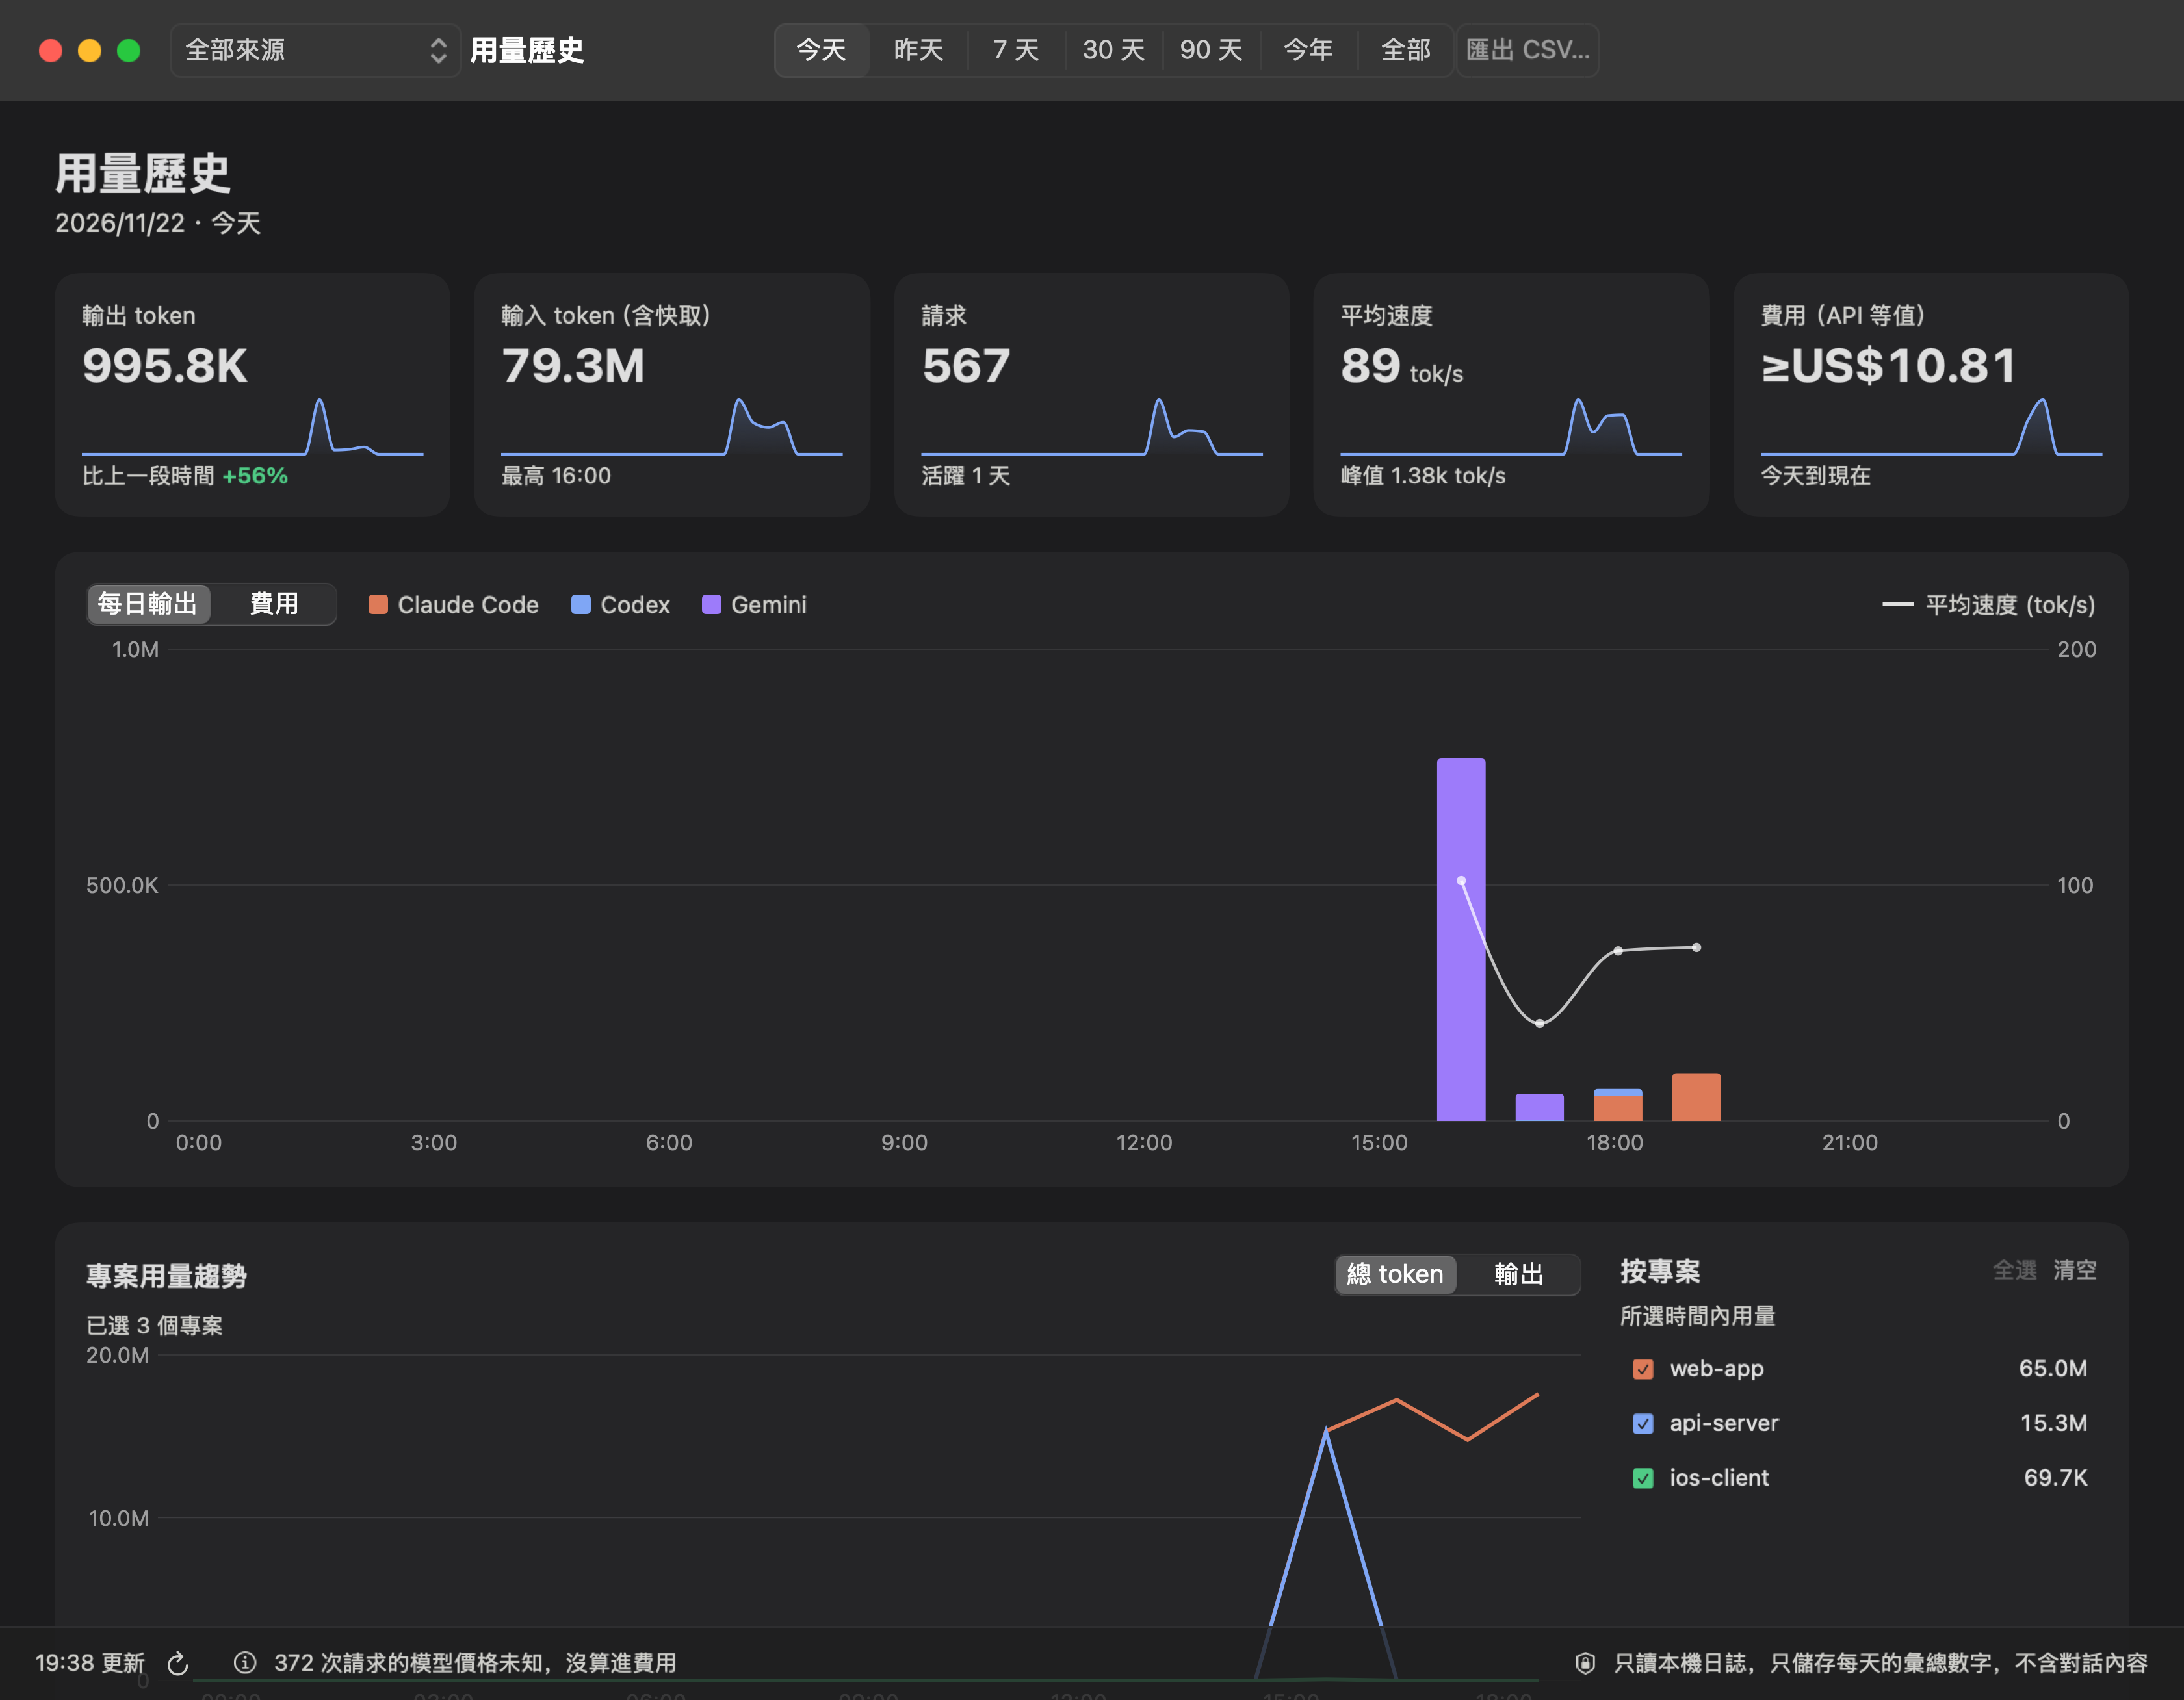 全部來源
用量歷史
今天
昨天
7 天
30 天
90 天
今年
全部
匯出 CSV...
用量歷史
2026/11/22 · 今天
輸出 token
995.8K
比上一段時間 +56%
輸入 token (含快取)
79.3M
最高 16:00
請求
567
活躍 1 天
平均速度
89 tok/s
峰值 1.38k tok/s
費用（API 等值）
≥US$10.81
今天到現在
每日輸出
費用
Claude Code
Codex
Gemini
平均速度 (tok/s)
1.0M
500.0K
0
200
100
0
0:00
3:00
6:00
9:00
12:00
15:00
18:00
21:00
專案用量趨勢
總 token
輸出
已選 3 個專案
20.0M
10.0M
0
按專案
全選
清空
所選時間內用量
web-app
65.0M
api-server
15.3M
ios-client
69.7K
19:38 更新
372 次請求的模型價格未知，沒算進費用
只讀本機日誌，只儲存每天的彙總數字，不含對話內容